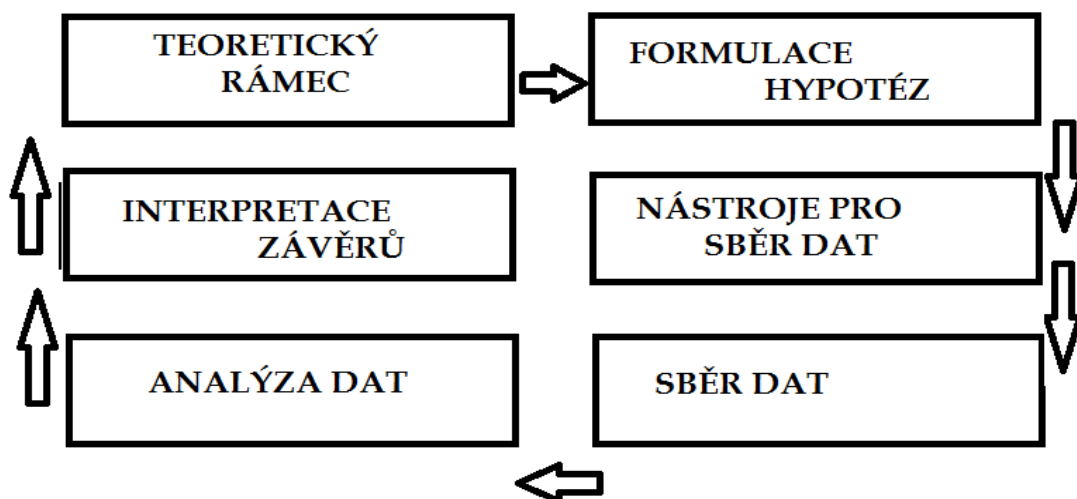 TEORETICKÝ
RÁMEC
FORMULACE
HYPOTÉZ
INTERPRETACE
ZÁVĚRŮ
NÁSTROJE PRO
SBĚR DAT
ANALÝZA DAT
SBĚR DAT